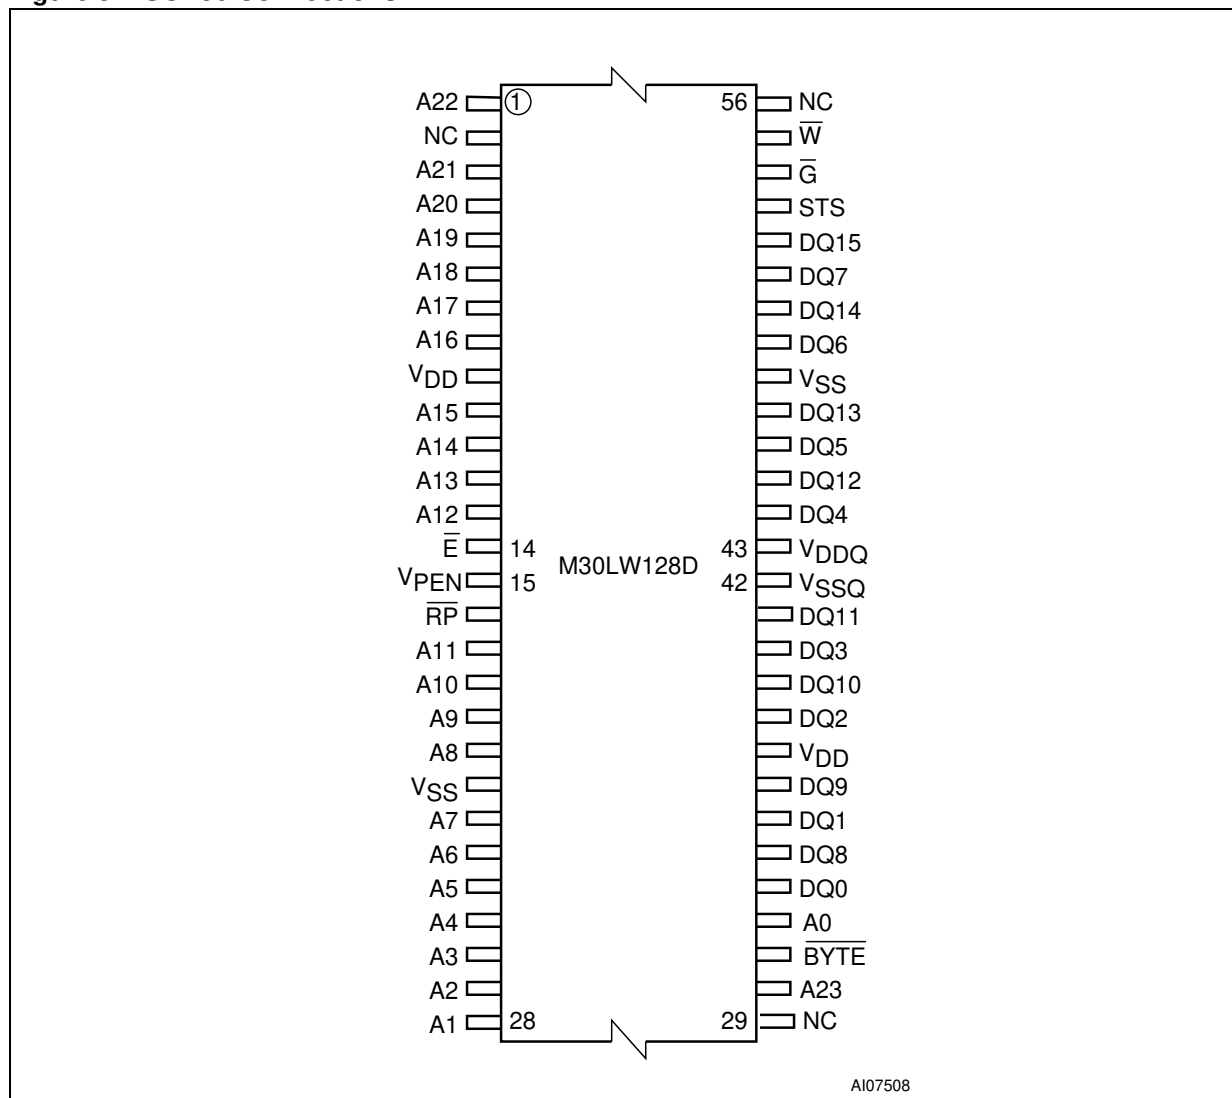 A22 1 56 NC
NC W̅
A21 G̅
A20 STS
A19 DQ15
A18 DQ7
A17 DQ14
A16 DQ6
VDD VSS
A15 DQ13
A14 DQ5
A13 DQ12
A12 DQ4
E̅ 14 43 VDDQ
M30LW128D
VPEN 15 42 VSSQ
R̅P̅ DQ11
A11 DQ3
A10 DQ10
A9 DQ2
A8 VDD
VSS DQ9
A7 DQ1
A6 DQ8
A5 DQ0
A4 A0
A3 B̅Y̅T̅E̅
A2 A23
A1 28 29 NC
AI07508